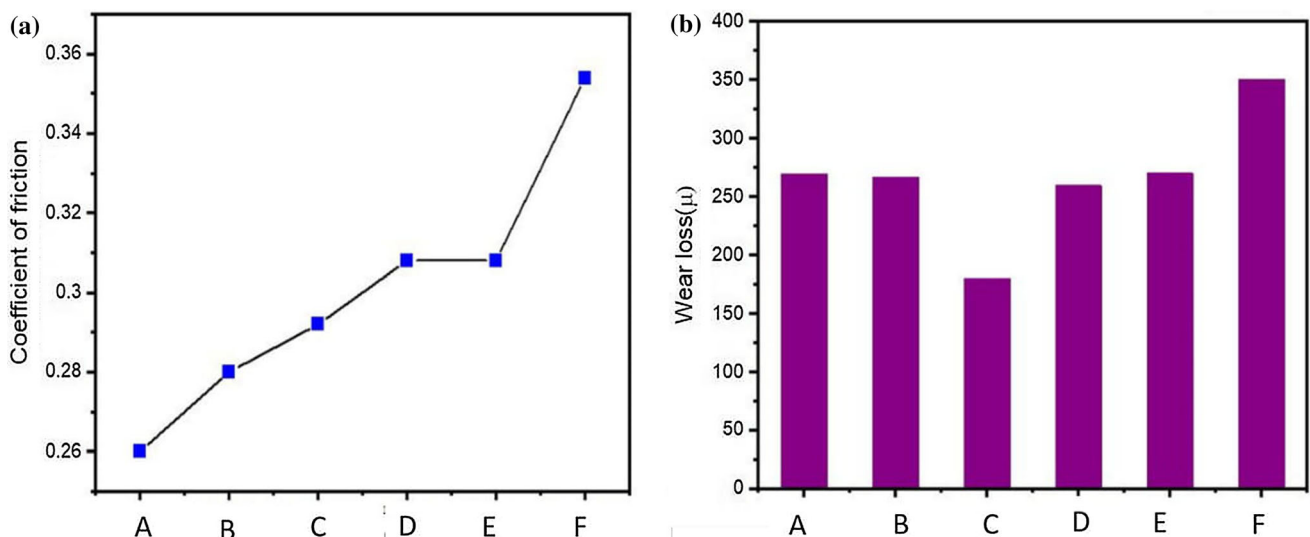 (a)
Coefficient of friction
0.36
0.34
0.32
0.3
0.28
0.26
A B C D E F
(b)
Wear loss(μ)
400
350
300
250
200
150
100
50
0
A B C D E F